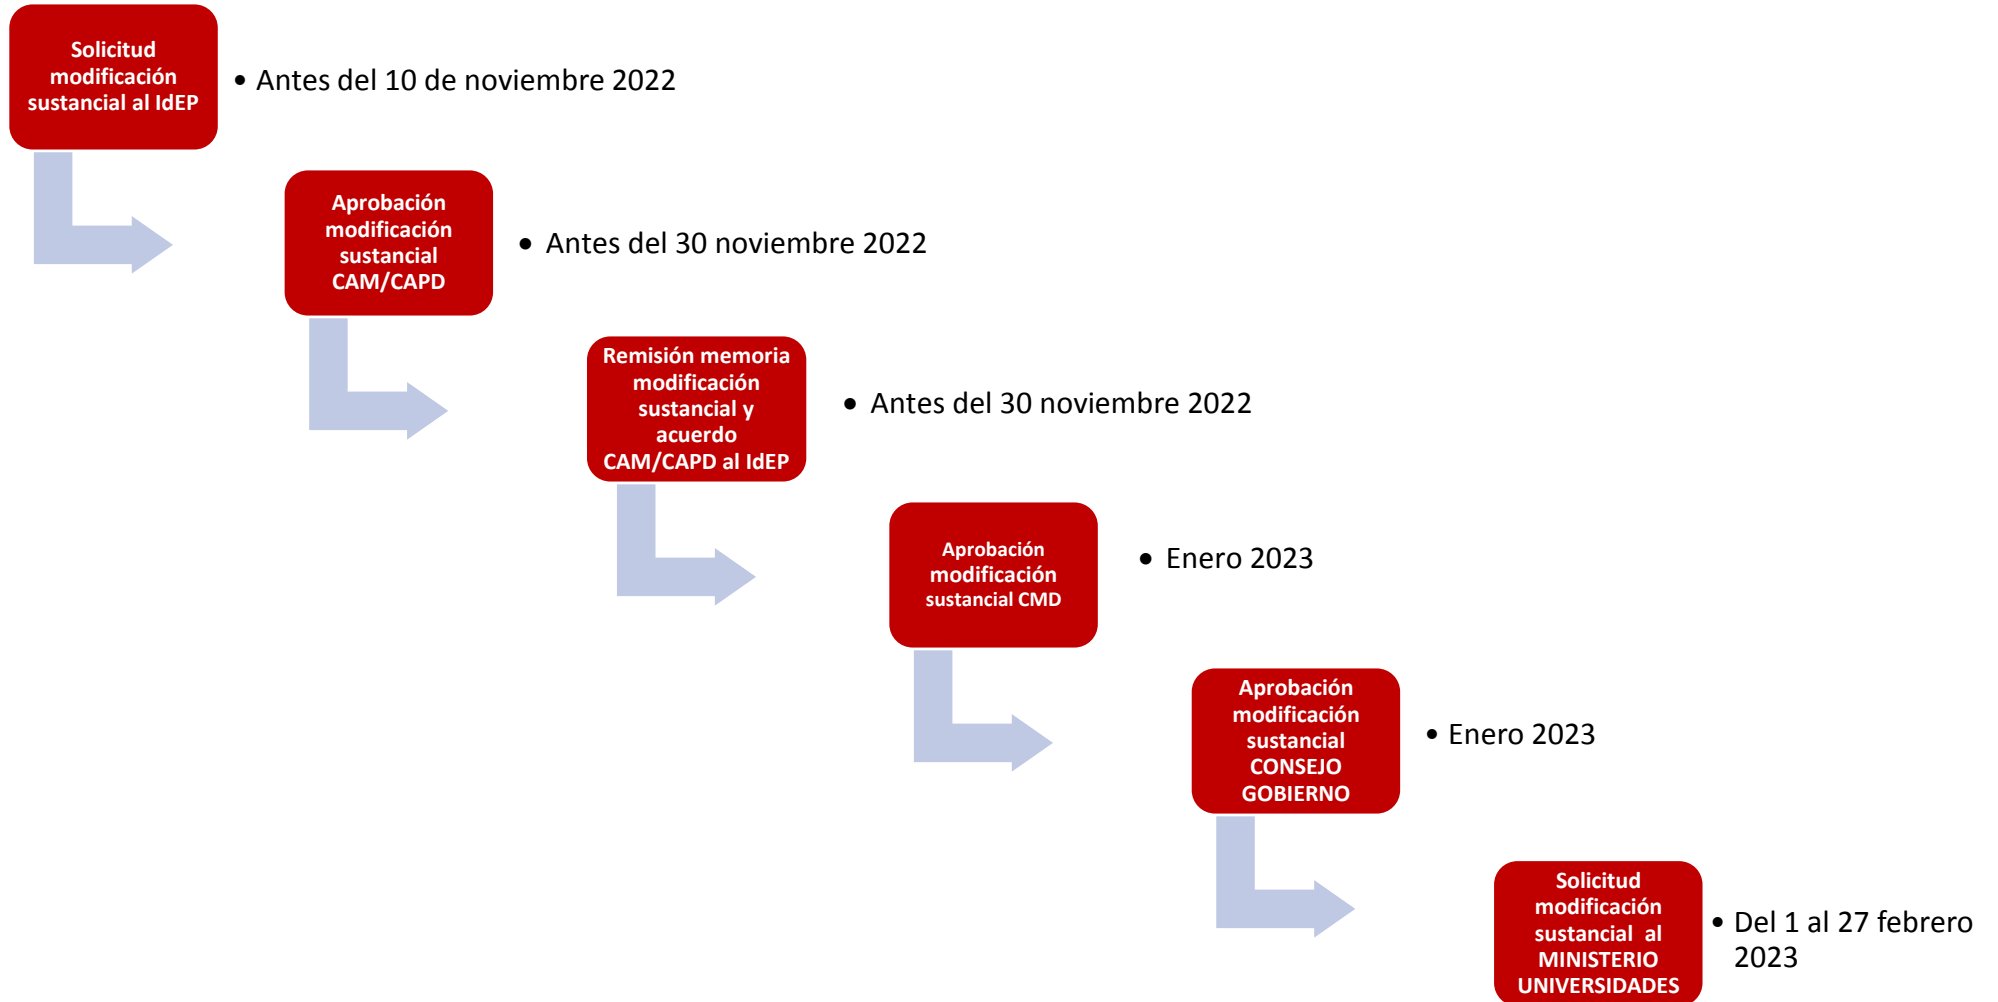 Solicitud
modificación
sustancial al IdEP
• Antes del 10 de noviembre 2022
Aprobación
modificación
sustancial
CAM/CAPD
• Antes del 30 noviembre 2022
Remisión memoria
modificación
sustancial y
acuerdo
CAM/CAPD al IdEP
• Antes del 30 noviembre 2022
Aprobación
modificación
sustancial CMD
• Enero 2023
Aprobación
modificación
sustancial
CONSEJO
GOBIERNO
• Enero 2023
Solicitud
modificación
sustancial al
MINISTERIO
UNIVERSIDADES
• Del 1 al 27 febrero
2023